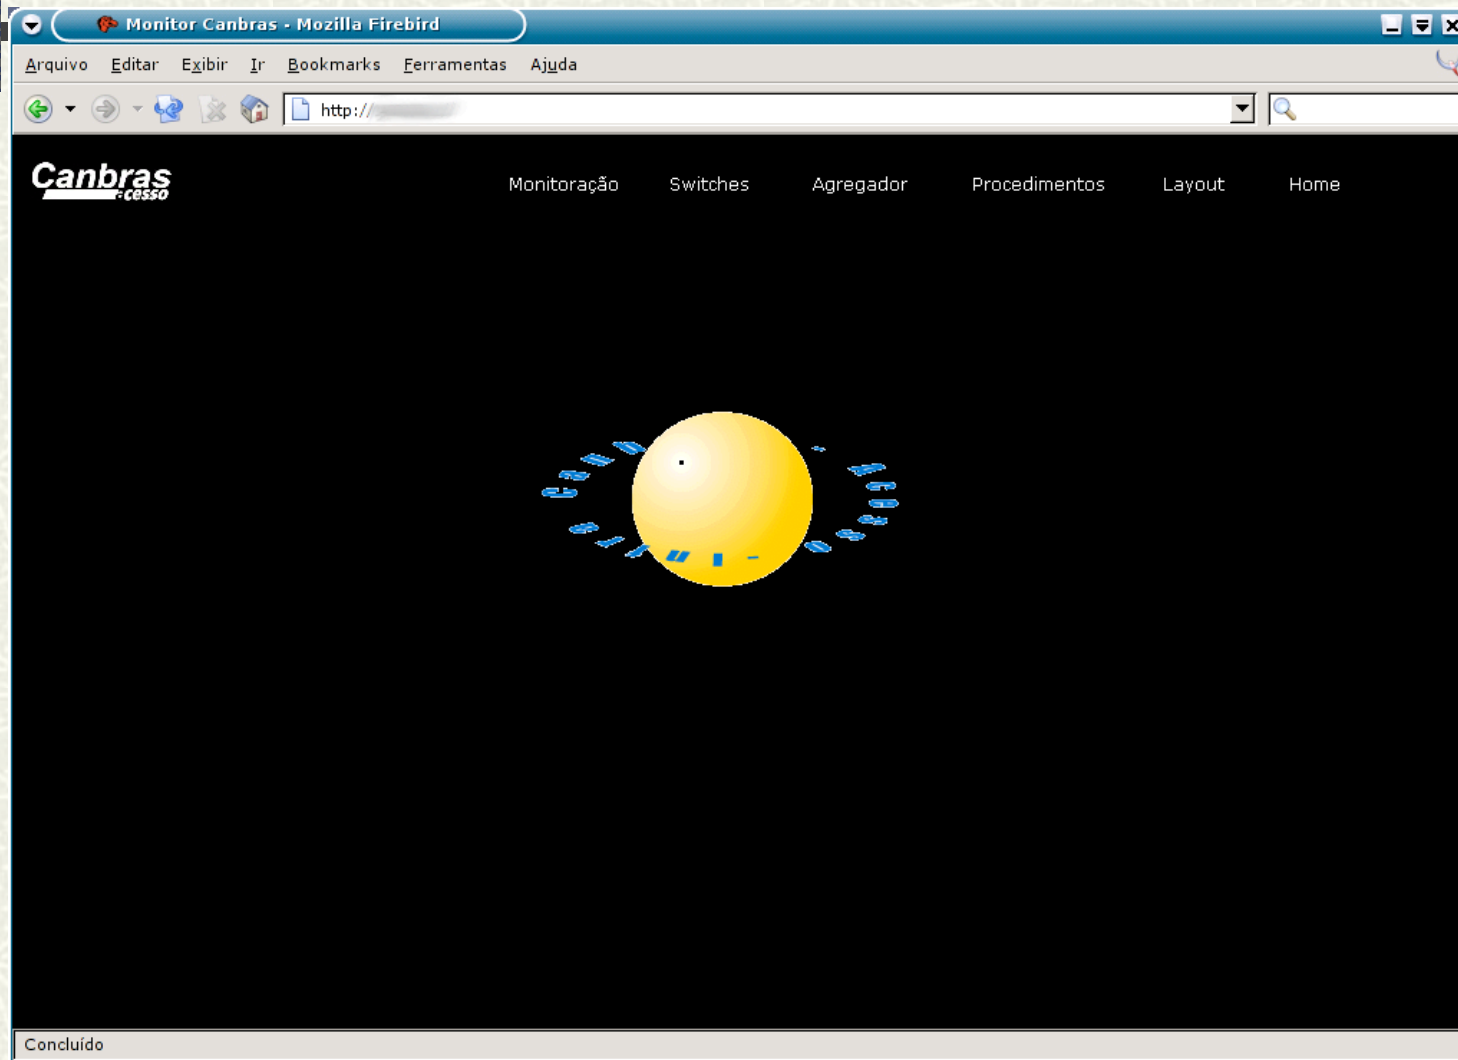 Monitor Canbras - Mozilla Firebird
Arquivo Editar Exibir Ir Bookmarks Ferramentas Ajuda
http://
Canbras
Monitoração Switches Agregador Procedimentos Layout Home
cesso
Concluído